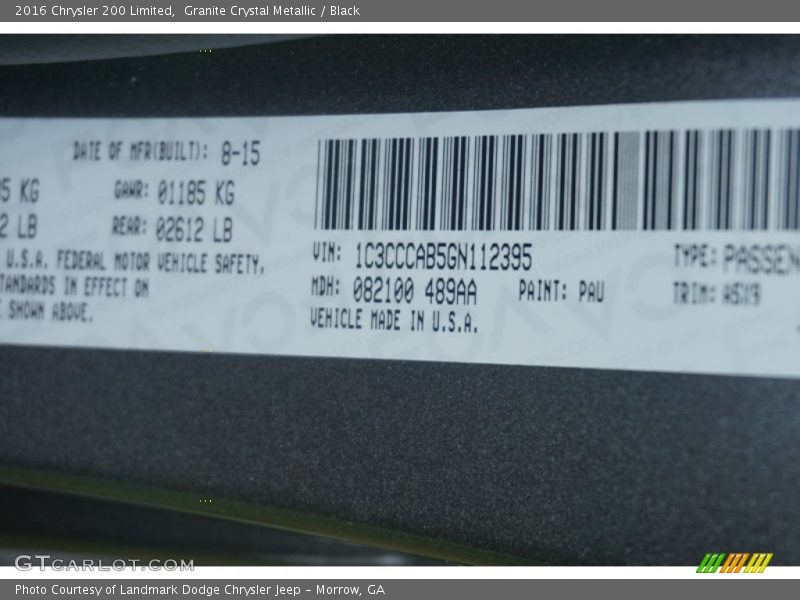 2016 Chrysler 200 Limited, Granite Crystal Metallic / Black
DATE OF MFR(BUILT): 8-15
5 KG GAWR: 01185 KG
2 LB REAR: 02612 LB
U.S.A. FEDERAL MOTOR VEHICLE SAFETY,
TANDARDS IN EFFECT ON
SHOWN ABOVE.
VIN: 1C3CCCAB5GN112395
MDH: 082100 489AA PAINT: PAU
VEHICLE MADE IN U.S.A.
TYPE: PASSEN
TRIM: A5X9
GTCARLOT.COM
Photo Courtesy of Landmark Dodge Chrysler Jeep – Morrow, GA